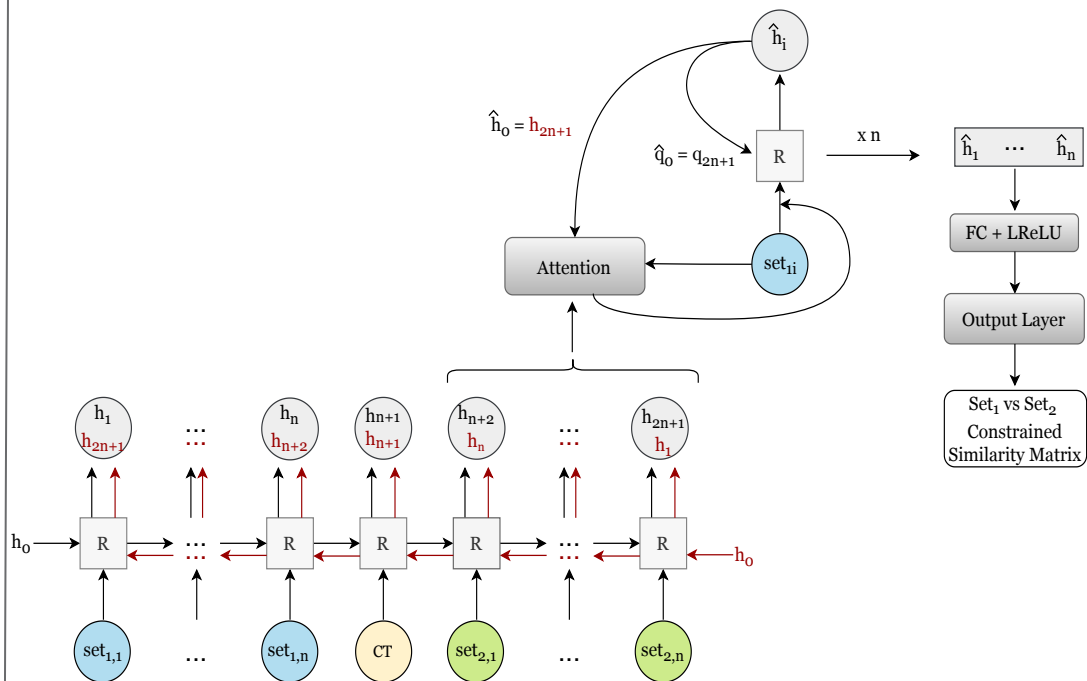 ĥᵢ
ĥ₀ = h₂ₙ₊₁
q̂₀ = q₂ₙ₊₁
R
x n
ĥ₁ ... ĥₙ
FC + LReLU
Attention
set₁ᵢ
Output Layer
Set₁ vs Set₂
Constrained
Similarity Matrix
h₁ ... hₙ hₙ₊₁ hₙ₊₂ ... h₂ₙ₊₁
h₂ₙ₊₁ ... hₙ₊₂ hₙ₊₁ hₙ ... h₁
h₀ R ... R R R ... R
... ... h₀
set₁,₁ ... set₁,ₙ CT set₂,₁ ... set₂,ₙ